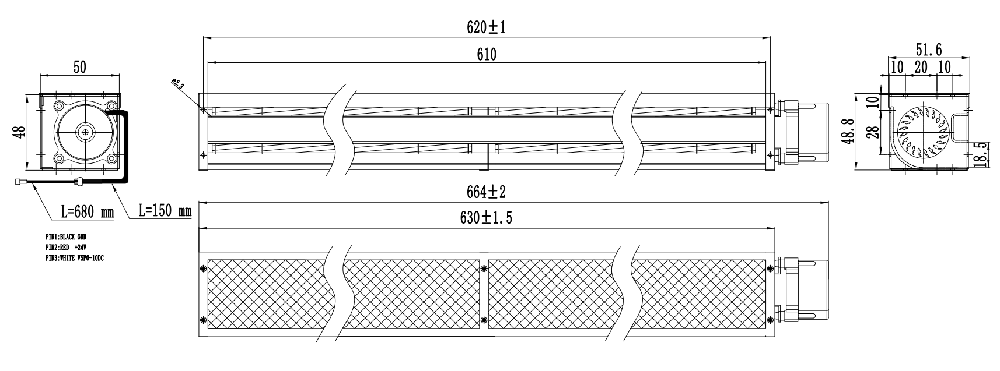 620±1
610
50
ø2.3
48
L=680 mm
L=150 mm
PIN1:BLACK GND
PIN2:RED +24V
PIN3:WHITE VSP0-10DC
51.6
10
20
10
10
28
48.8
18.5
664±2
630±1.5